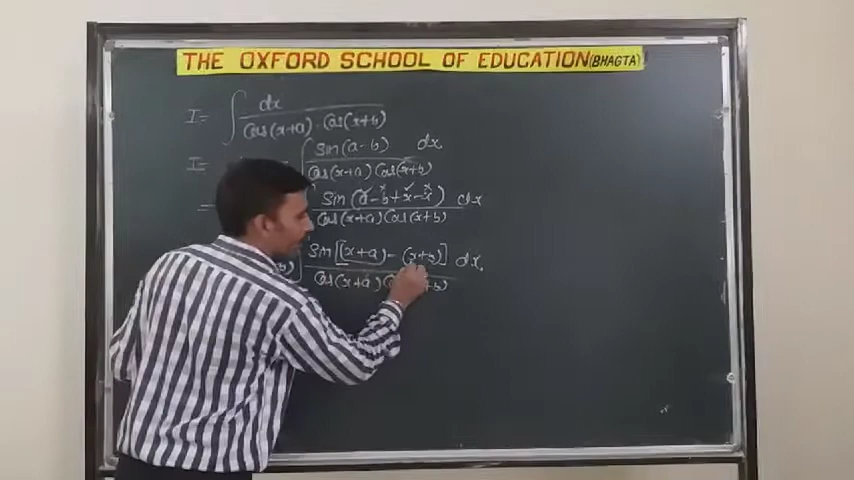 THE OXFORD SCHOOL OF EDUCATION (BHAGTA)
I= ∫ dx / Cos(x+a) . Cos(x+b)
I= ∫ Sin(a-b) / Cos(x+a) Cos(x+b) dx
= Sin(a-b+x-x) / Cos(x+a) Cos(x+b) dx
∫ Sin[(x+a)-(x+b)] / Cos(x+a) dx